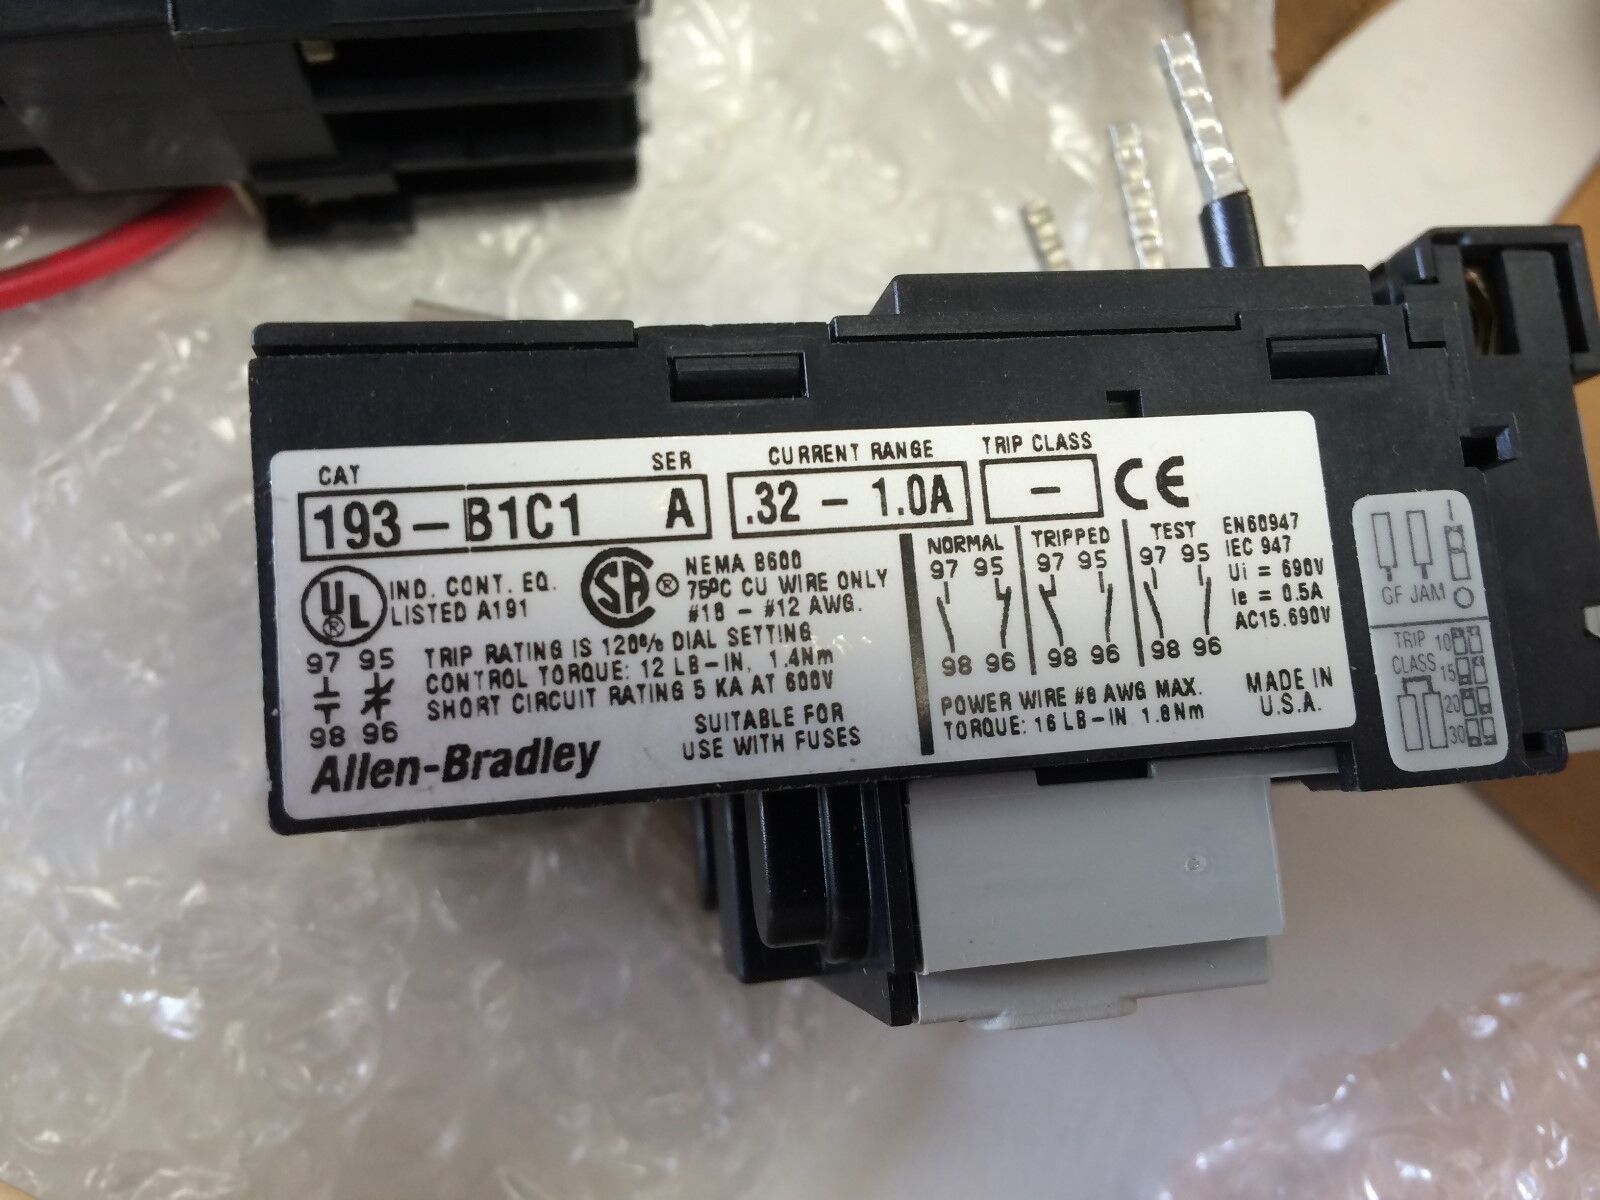 CAT SER CURRENT RANGE TRIP CLASS
193-B1C1 A .32 - 1.0A - CE
UL® IND. CONT. EQ.
LISTED A191
SA® NEMA B600
75°C CU WIRE ONLY
#18 - #12 AWG.
TRIP RATING IS 120% DIAL SETTING
CONTROL TORQUE: 12 LB-IN, 1.4Nm
SHORT CIRCUIT RATING 5 KA AT 600V
97 95
98 96
SUITABLE FOR
USE WITH FUSES
Allen-Bradley
NORMAL TRIPPED TEST
97 95 97 95 97 95
98 96 98 96 98 96
EN60947
IEC 947
Ui = 690V
Ie = 0.5A
AC15.690V
POWER WIRE #8 AWG MAX.
TORQUE: 16 LB-IN 1.8Nm
MADE IN
U.S.A.
GF JAM
TRIP 10
CLASS 15
20
30